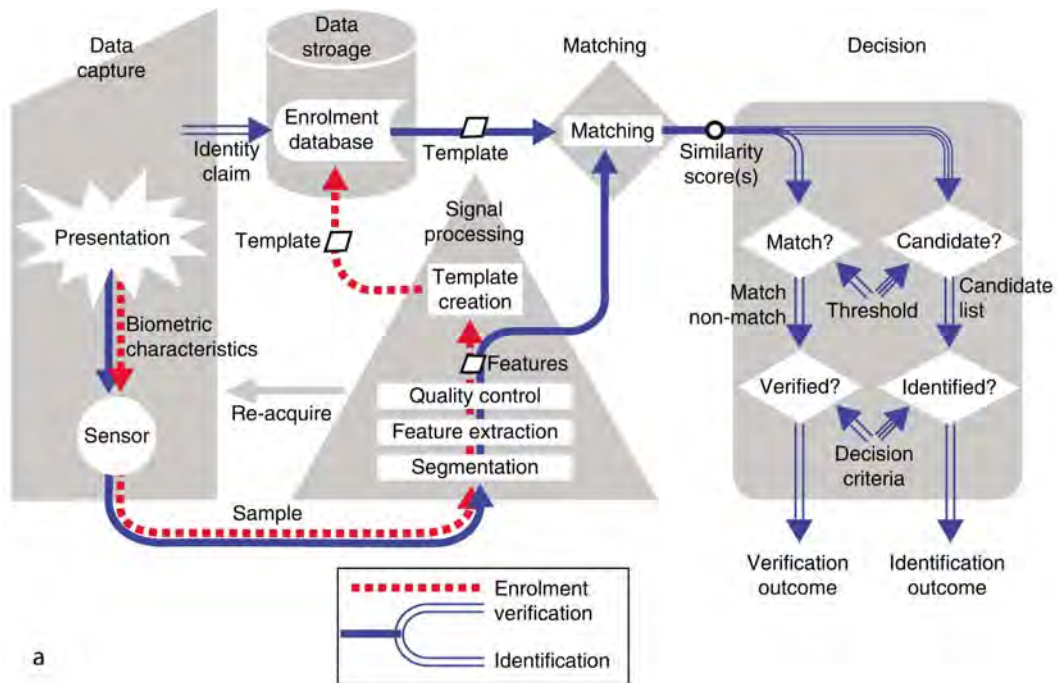 Data
capture
Data
stroage
Matching
Decision
Enrolment
database
Identity
claim
Template
Matching
Similarity
score(s)
Presentation
Template
Signal
processing
Template
creation
Match?
Candidate?
Biometric
characteristics
Features
Match
non-match
Threshold
Candidate
list
Re-acquire
Quality control
Feature extraction
Segmentation
Sensor
Verified?
Identified?
Decision
criteria
Sample
Verification
outcome
Identification
outcome
Enrolment
verification
Identification
a